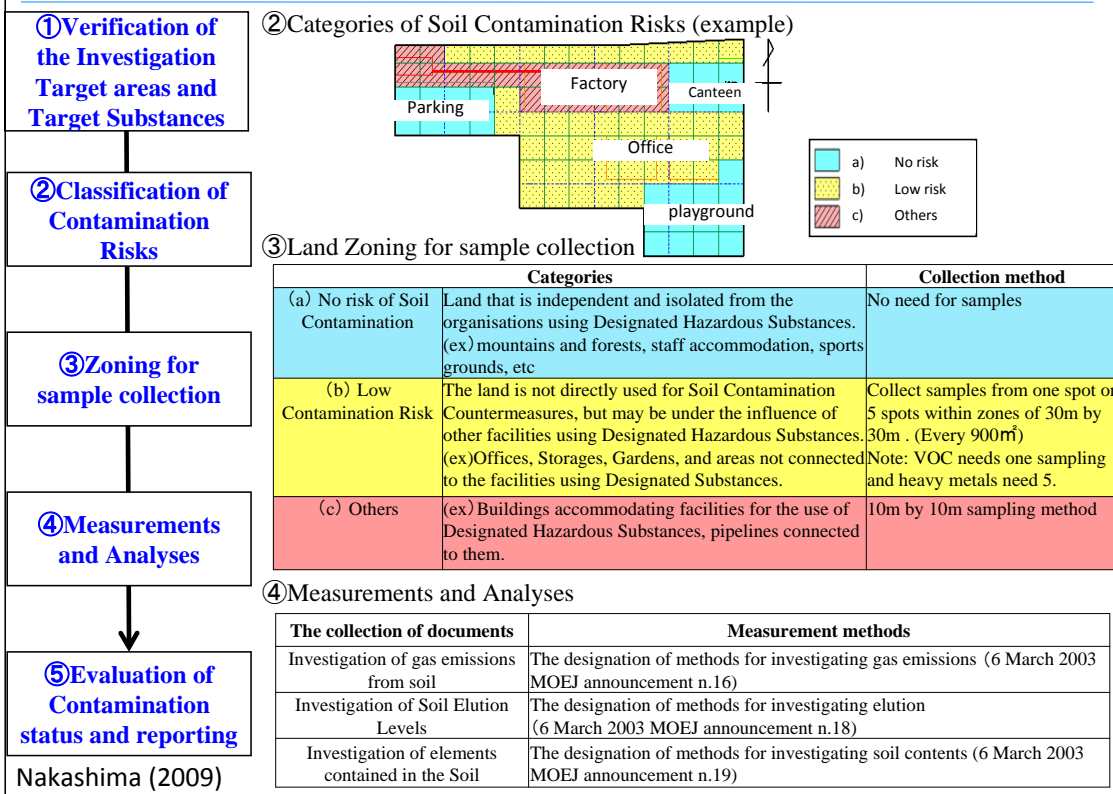 ①Verification of
the Investigation
Target areas and
Target Substances
②Classification of
Contamination
Risks
③Zoning for
sample collection
④Measurements
and Analyses
⑤Evaluation of
Contamination
status and reporting
Nakashima (2009)
②Categories of Soil Contamination Risks (example)
Factory
Canteen
Parking
Office
playground
a) No risk
b) Low risk
c) Others
③Land Zoning for sample collection
Categories
Collection method
(a) No risk of Soil
Contamination
Land that is independent and isolated from the
organisations using Designated Hazardous Substances.
(ex) mountains and forests, staff accommodation, sports
grounds, etc
No need for samples
(b) Low
Contamination Risk
The land is not directly used for Soil Contamination
Countermeasures, but may be under the influence of
other facilities using Designated Hazardous Substances.
(ex)Offices, Storages, Gardens, and areas not connected
to the facilities using Designated Substances.
Collect samples from one spot or
5 spots within zones of 30m by
30m . (Every 900㎡)
Note: VOC needs one sampling
and heavy metals need 5.
(c) Others
(ex)Buildings accommodating facilities for the use of
Designated Hazardous Substances, pipelines connected
to them.
10m by 10m sampling method
④Measurements and Analyses
The collection of documents
Measurement methods
Investigation of gas emissions
from soil
The designation of methods for investigating gas emissions (6 March 2003
MOEJ announcement n.16)
Investigation of Soil Elution
Levels
The designation of methods for investigating elution
(6 March 2003 MOEJ announcement n.18)
Investigation of elements
contained in the Soil
The designation of methods for investigating soil contents (6 March 2003
MOEJ announcement n.19)